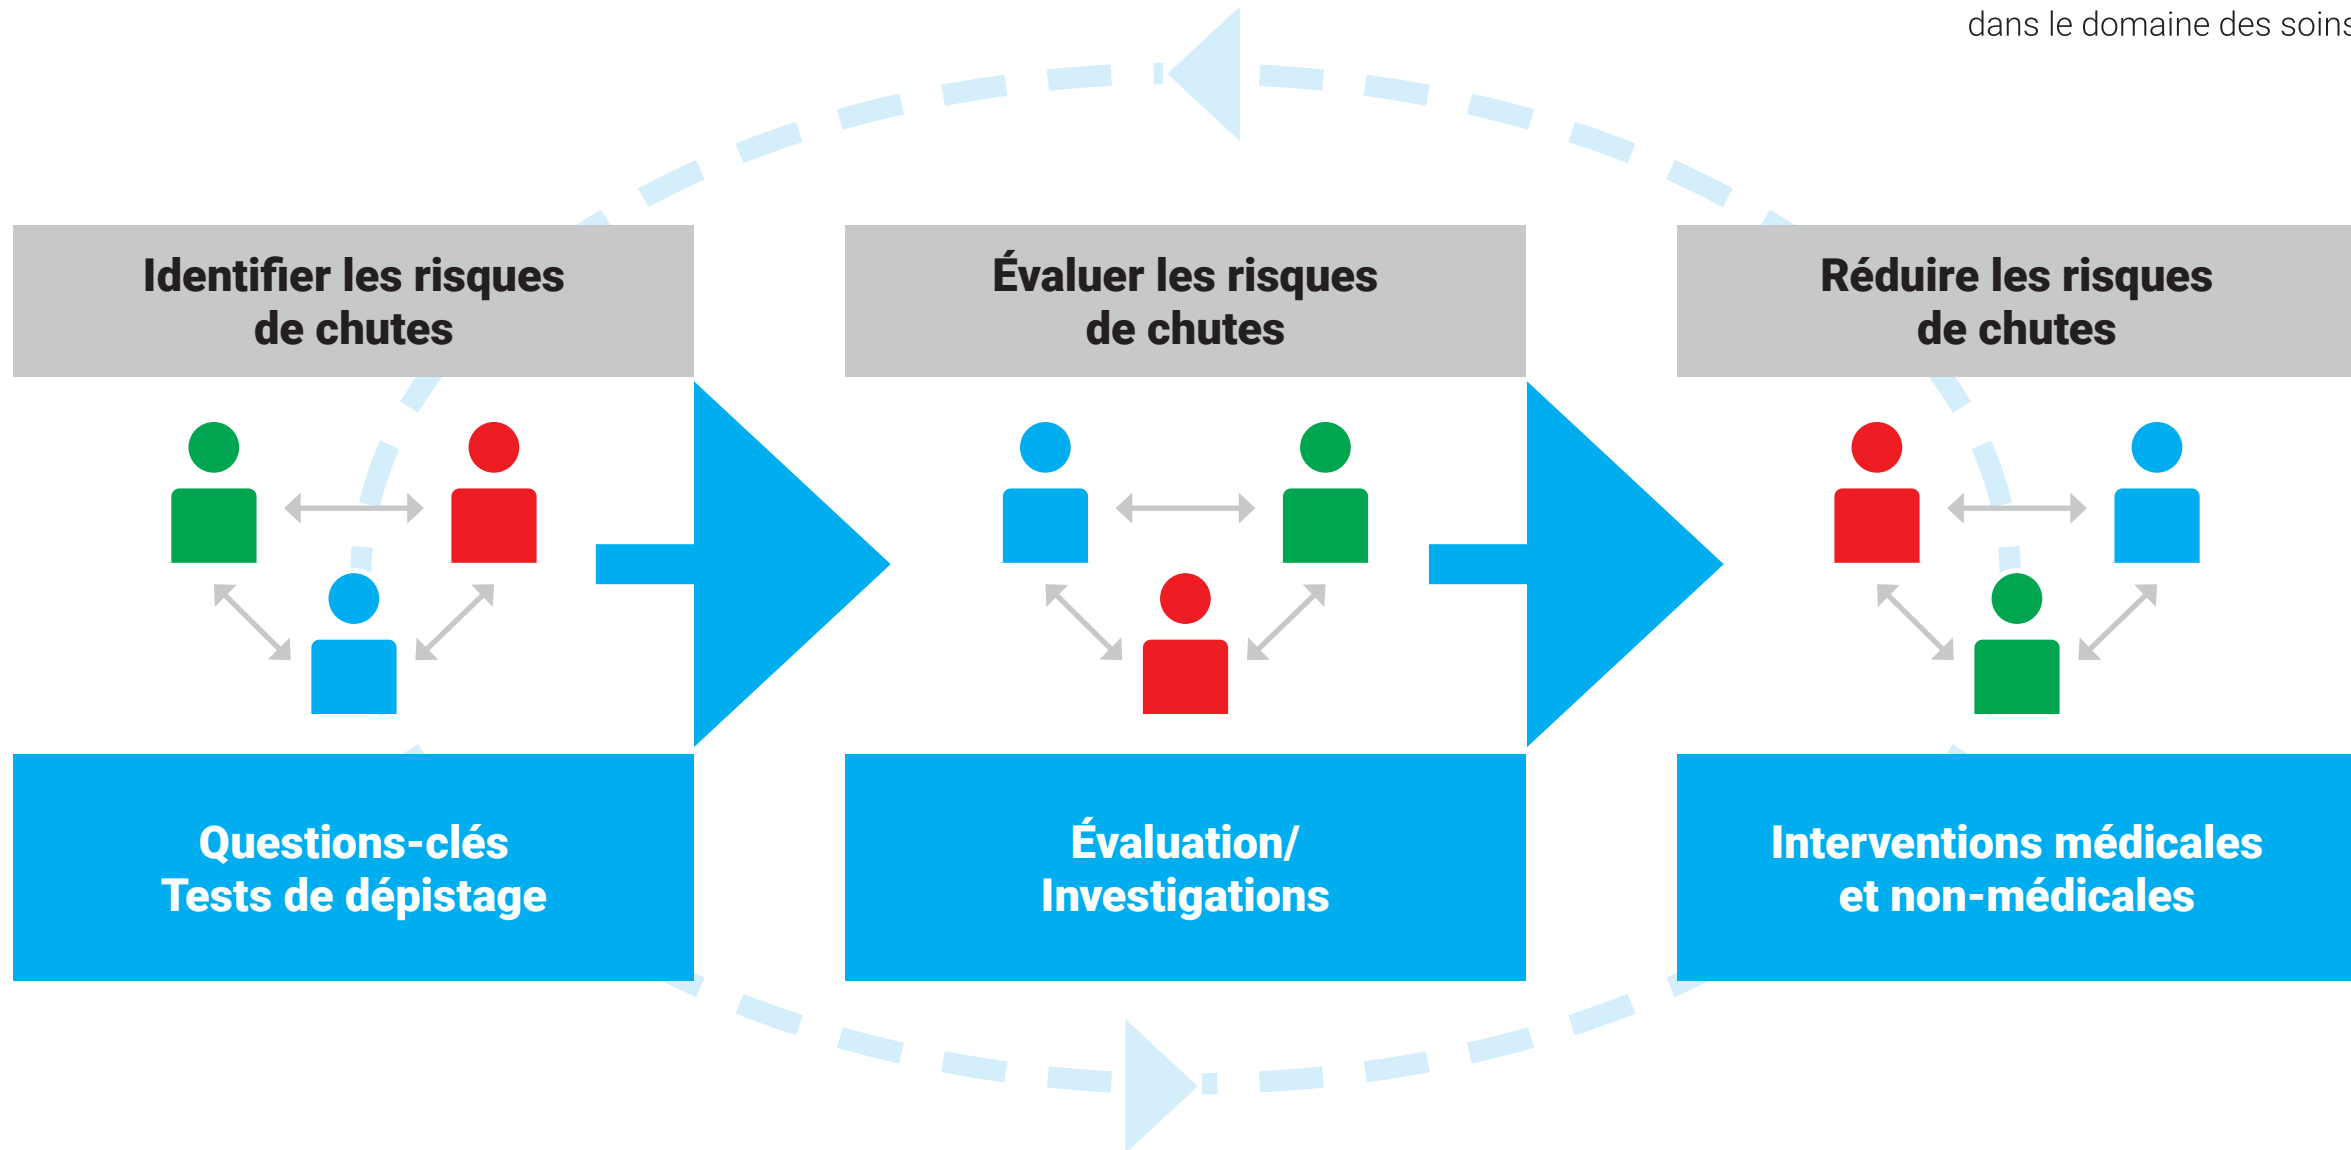 dans le domaine des soins
Identifier les risques
de chutes
Évaluer les risques
de chutes
Réduire les risques
de chutes
Questions-clés
Tests de dépistage
Évaluation/
Investigations
Interventions médicales
et non-médicales